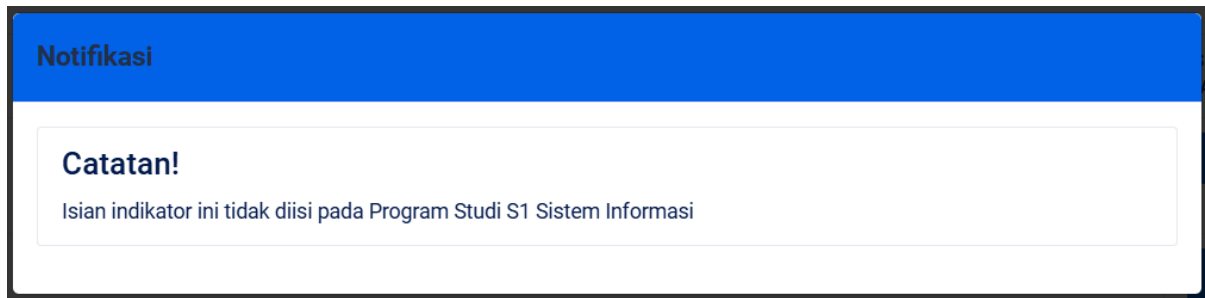 Notifikasi
Catatan!
Isian indikator ini tidak diisi pada Program Studi S1 Sistem Informasi